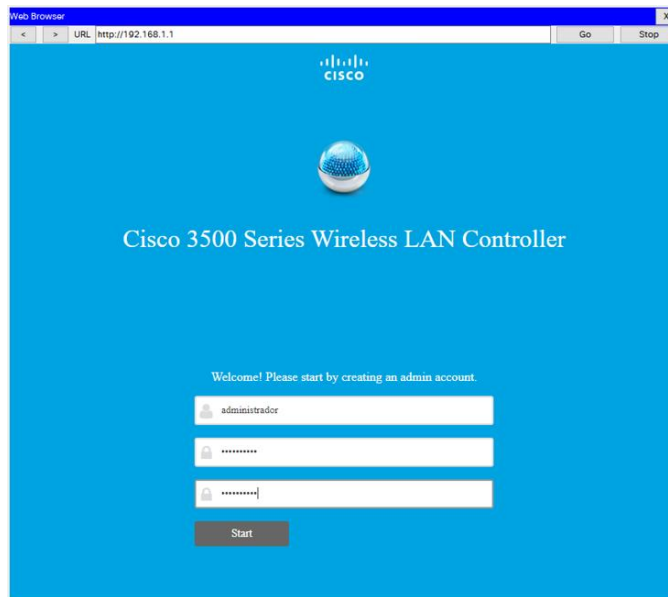 Web Browser X
< > URL http://192.168.1.1 Go Stop
CISCO
Cisco 3500 Series Wireless LAN Controller
Welcome! Please start by creating an admin account.
administrador
••••••••••
••••••••••
Start